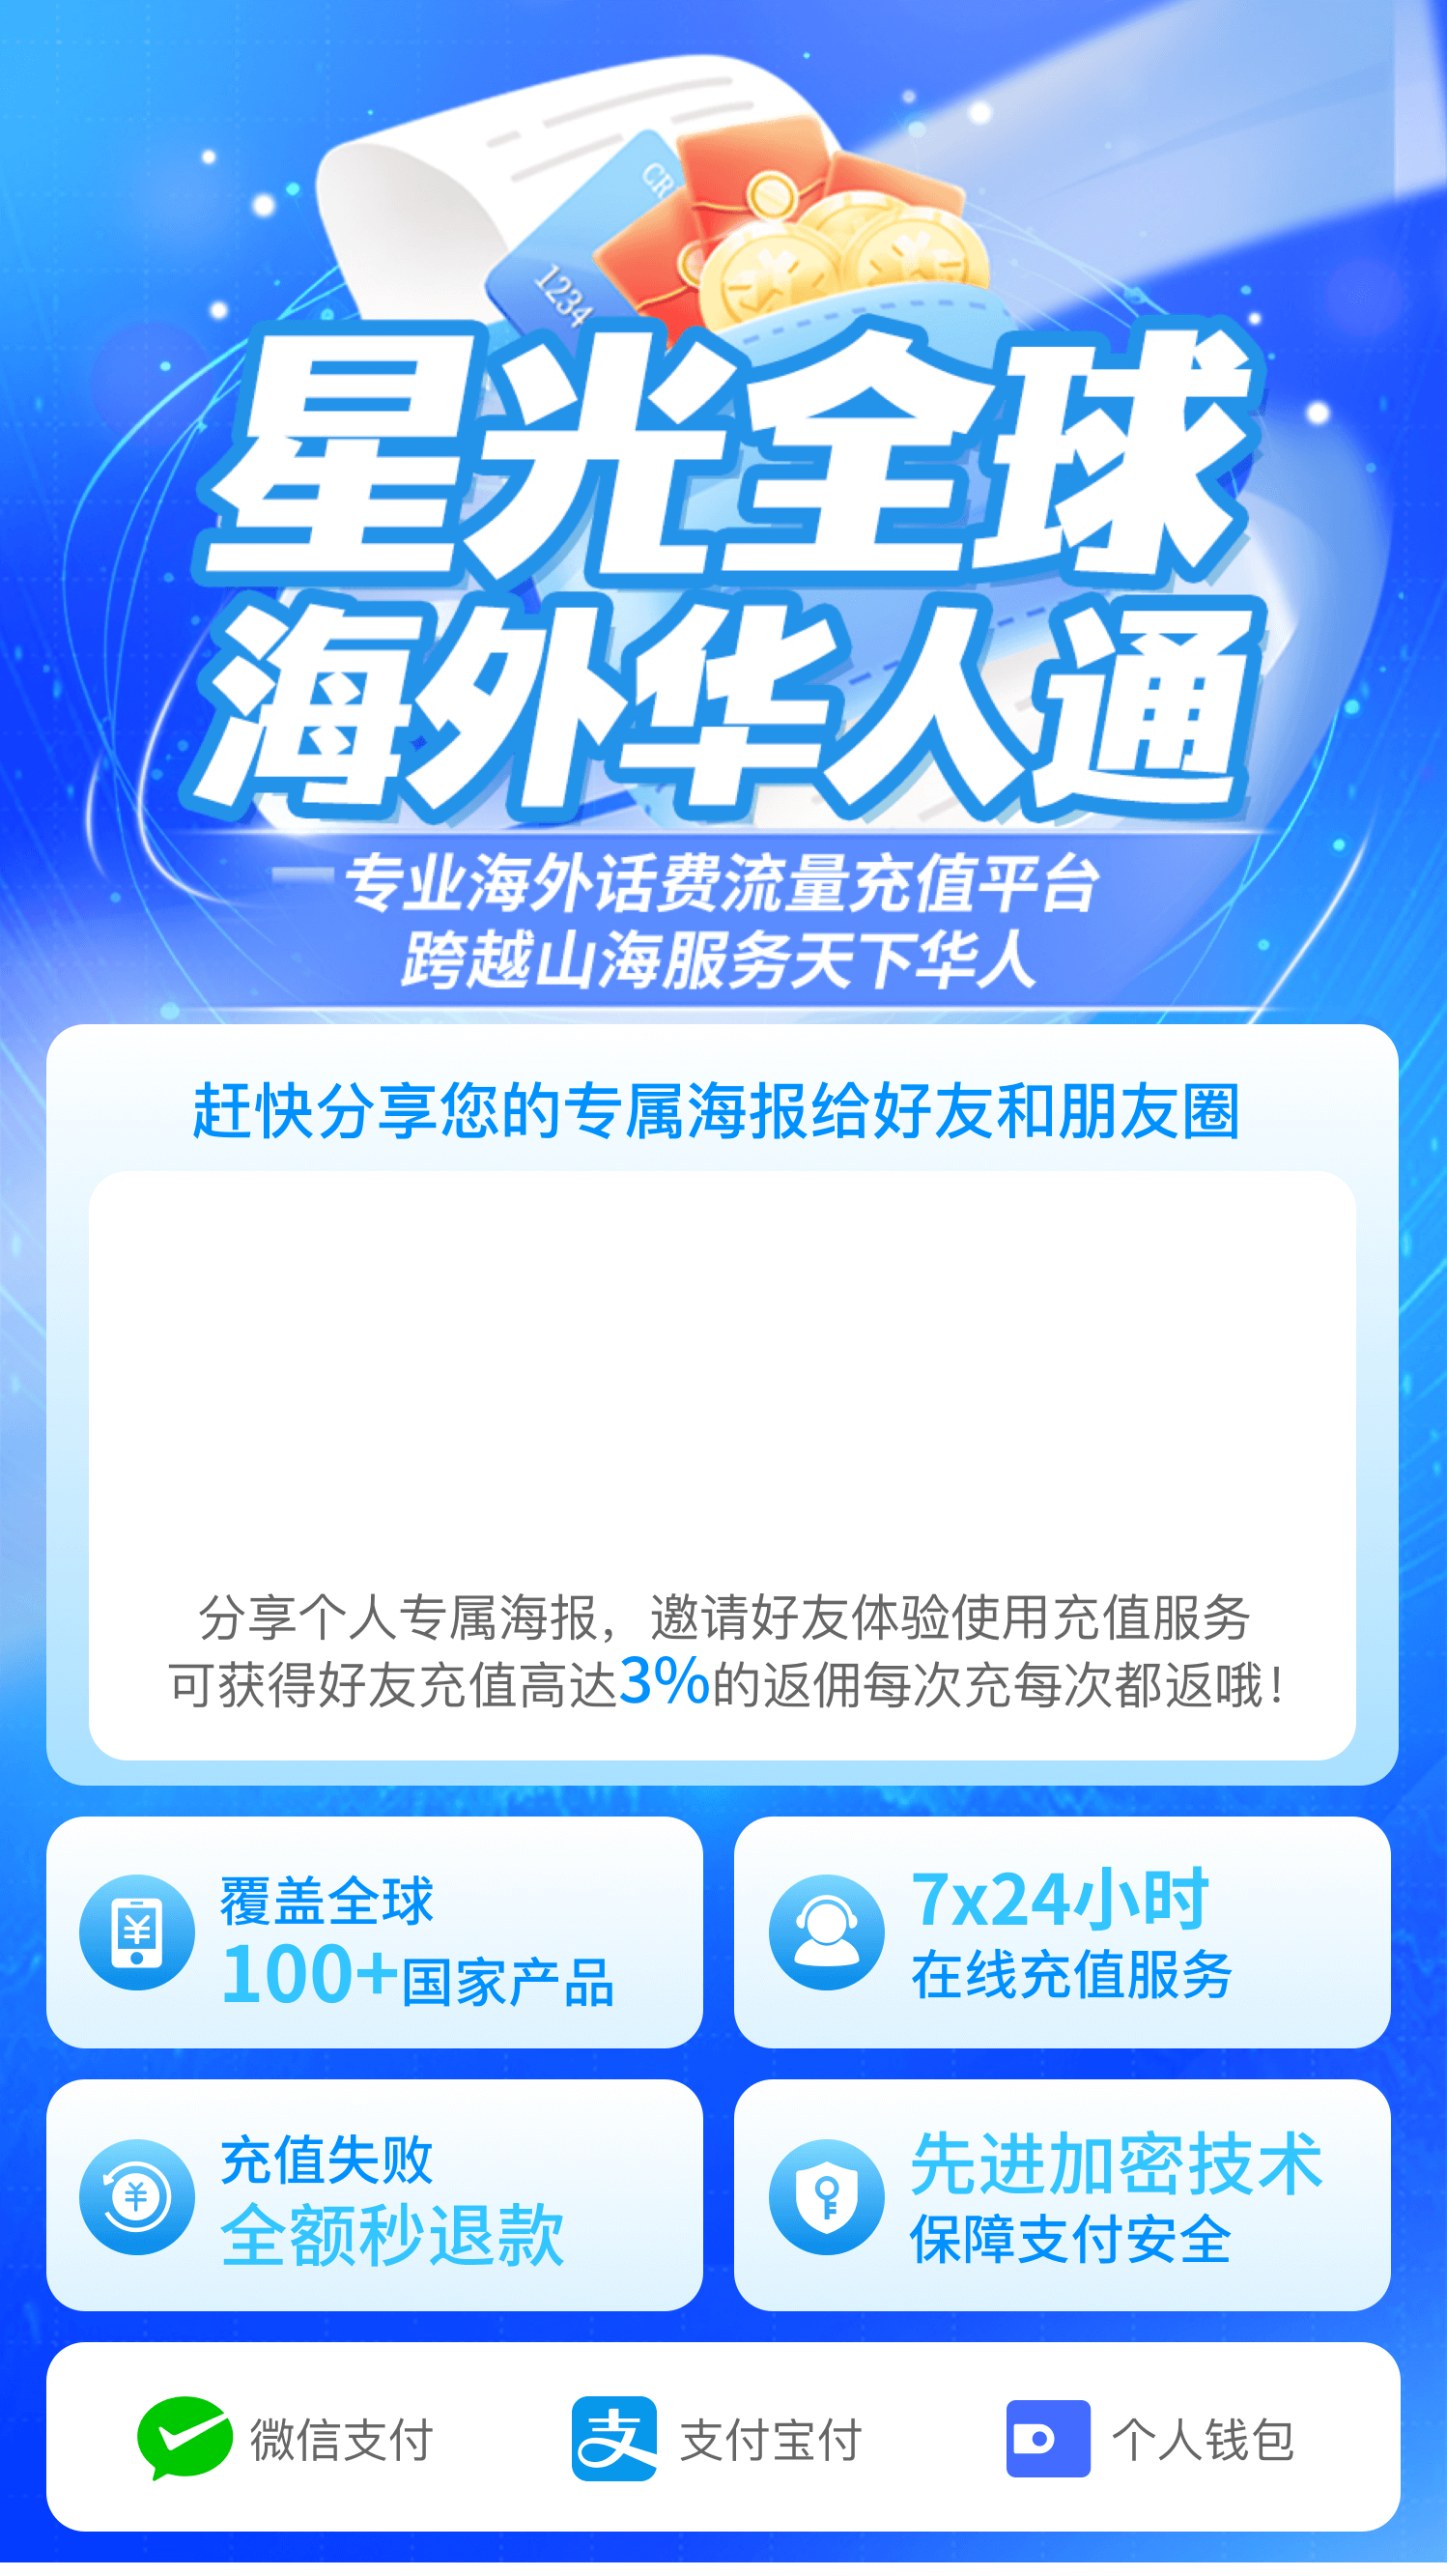 CR
1234
星光全球
海外华人通
专业海外话费流量充值平台
跨越山海服务天下华人
赶快分享您的专属海报给好友和朋友圈
分享个人专属海报，邀请好友体验使用充值服务
可获得好友充值高达3%的返佣每次充每次都返哦！
覆盖全球
100+国家产品
7x24小时
在线充值服务
充值失败
全额秒退款
先进加密技术
保障支付安全
微信支付
支 支付宝付
个人钱包